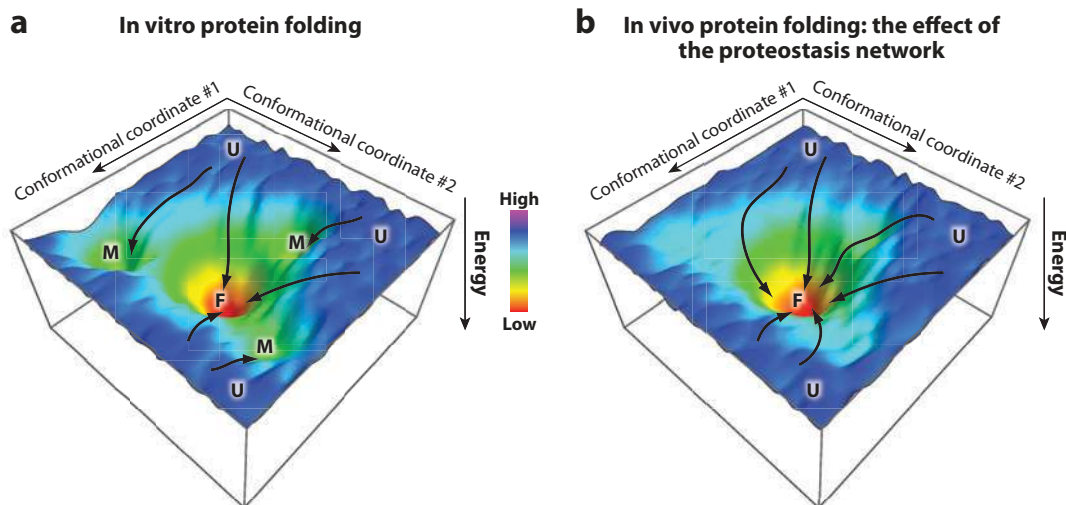 a
In vitro protein folding
Conformational coordinate #1
Conformational coordinate #2
U
U
M
M
F
M
U
Energy
High
Low
b
In vivo protein folding: the effect of
the proteostasis network
Conformational coordinate #1
Conformational coordinate #2
U
U
F
U
Energy